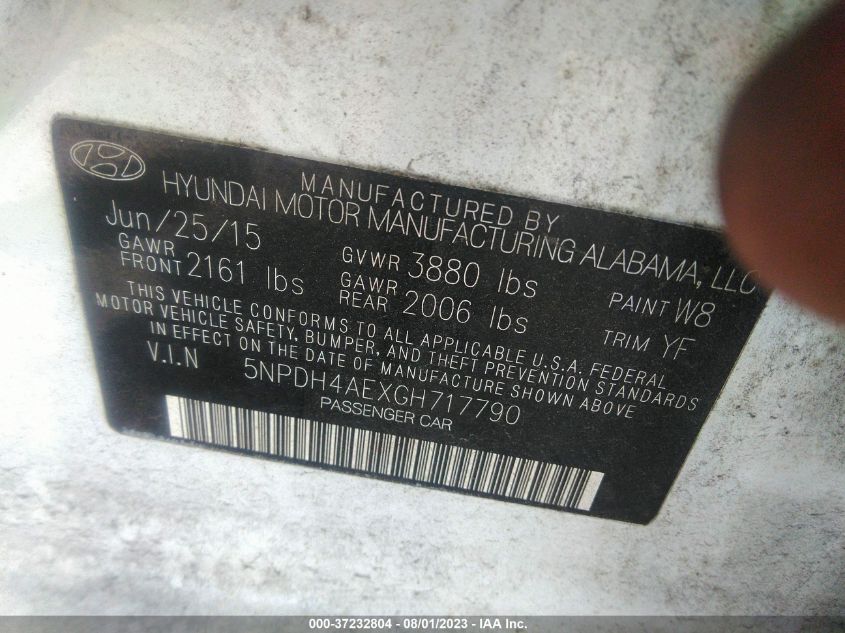 MANUFACTURED BY
HYUNDAI MOTOR MANUFACTURING ALABAMA, LLC
Jun/25/15 GVWR 3880 lbs PAINT W8
GAWR FRONT 2161 lbs GAWR REAR 2006 lbs TRIM YF
THIS VEHICLE CONFORMS TO ALL APPLICABLE U.S.A. FEDERAL
MOTOR VEHICLE SAFETY, BUMPER, AND THEFT PREVENTION STANDARDS
IN EFFECT ON THE DATE OF MANUFACTURE SHOWN ABOVE
V.I.N 5NPDH4AEXGH717790
PASSENGER CAR
000-37232804 - 08/01/2023 - IAA Inc.